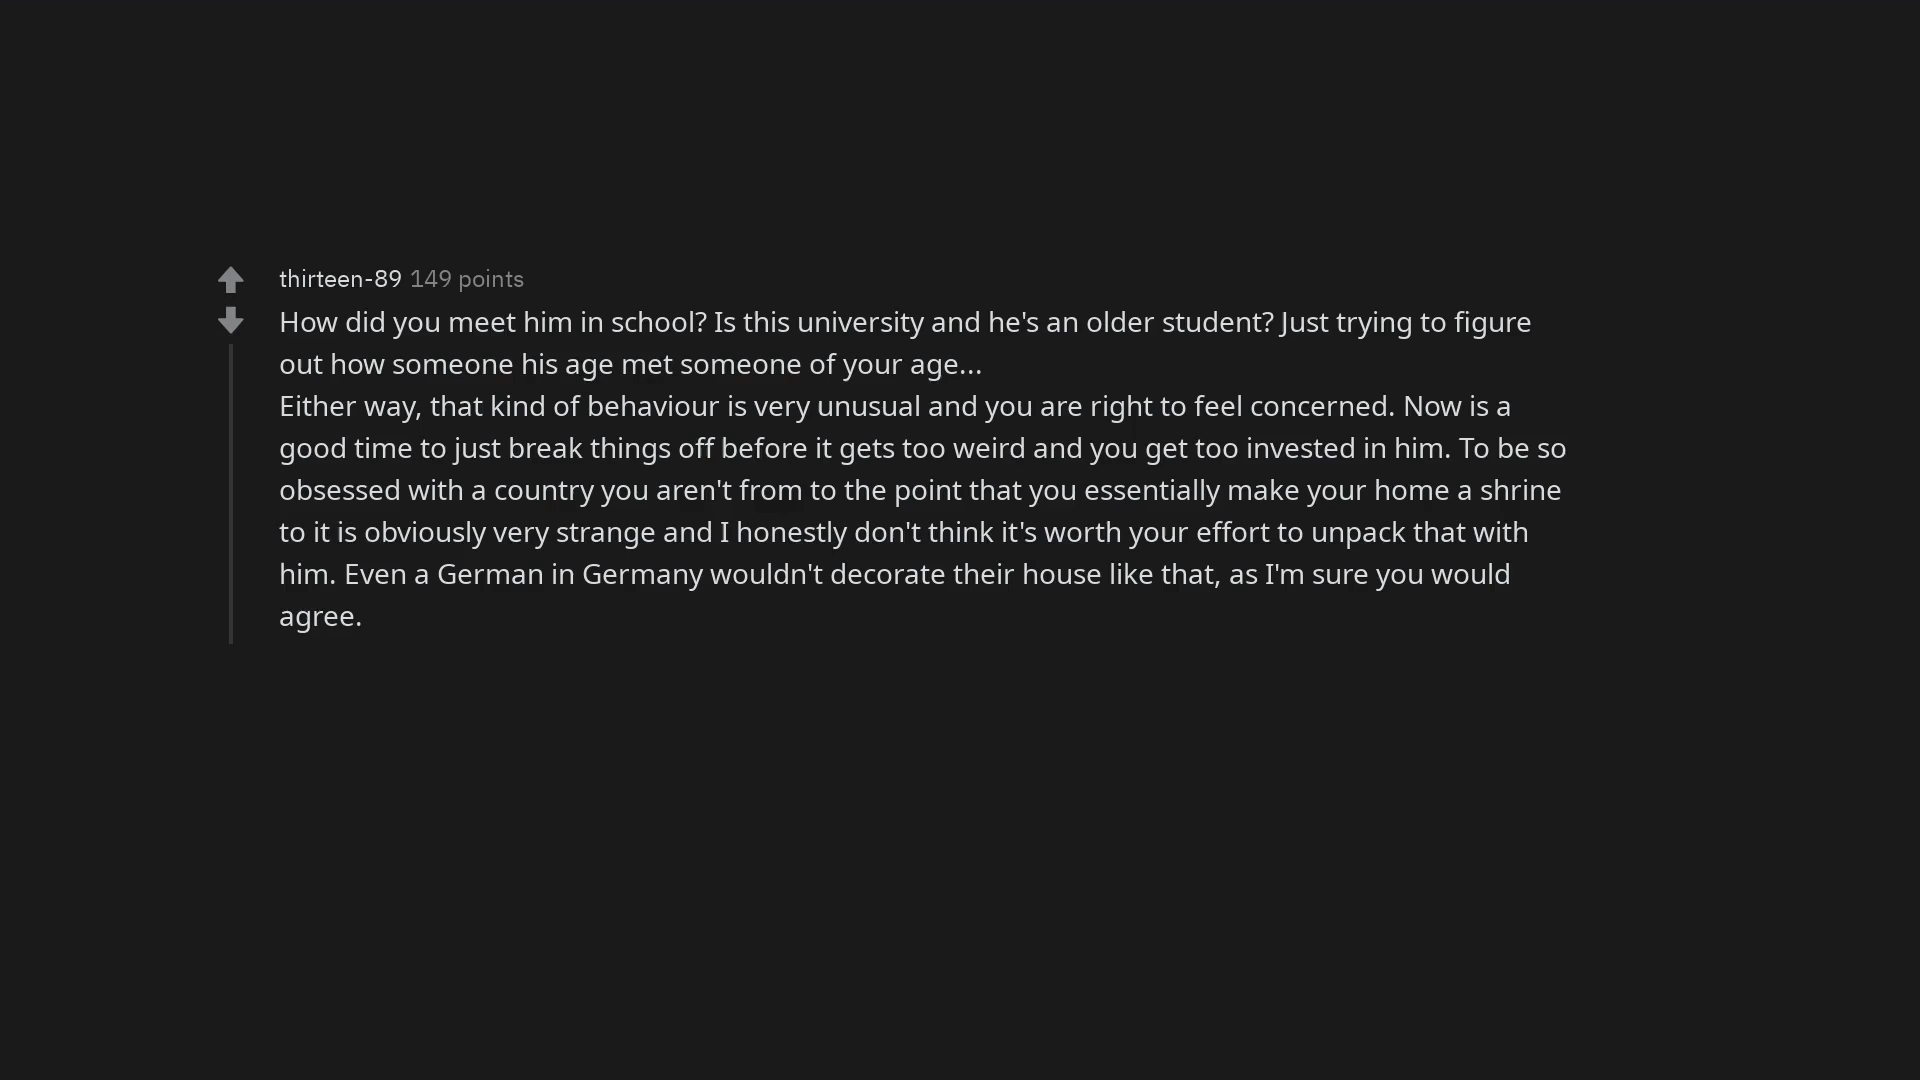 thirteen-89 149 points
How did you meet him in school? Is this university and he's an older student? Just trying to figure
out how someone his age met someone of your age...
Either way, that kind of behaviour is very unusual and you are right to feel concerned. Now is a
good time to just break things off before it gets too weird and you get too invested in him. To be so
obsessed with a country you aren't from to the point that you essentially make your home a shrine
to it is obviously very strange and I honestly don't think it's worth your effort to unpack that with
him. Even a German in Germany wouldn't decorate their house like that, as I'm sure you would
agree.